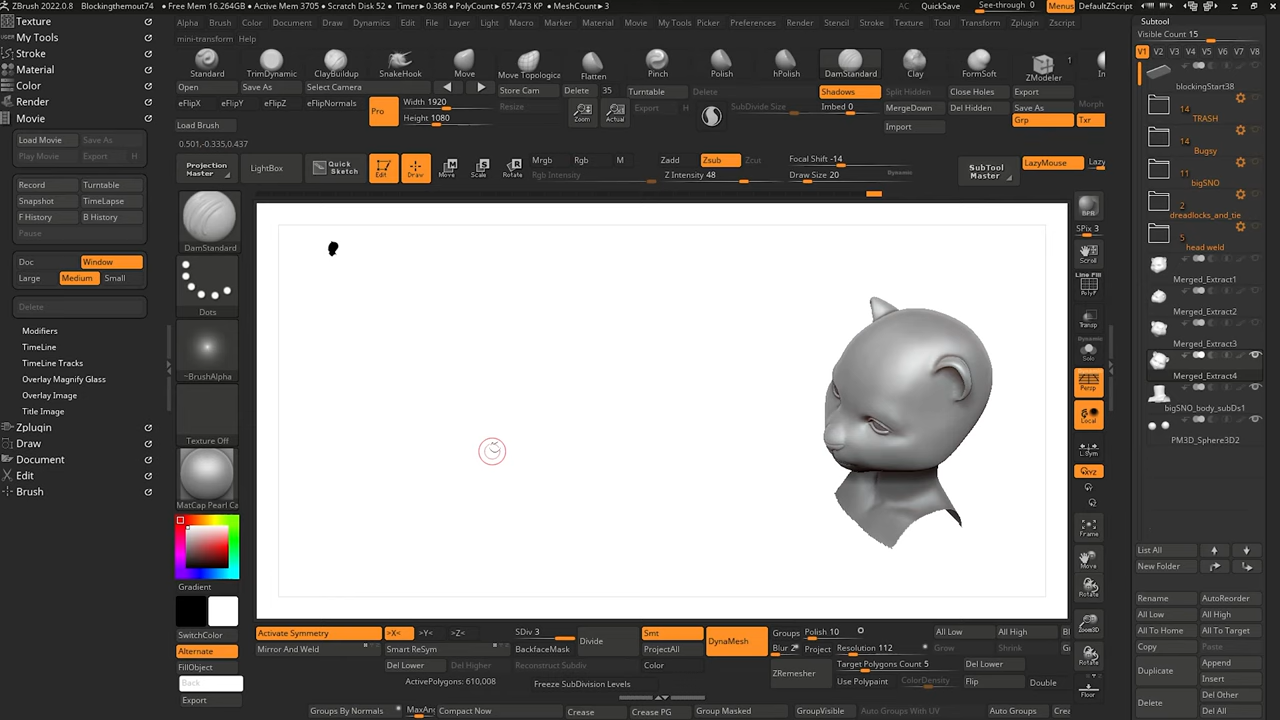 ZBrush 2022.0.8 Blockingthemout74 • Free Mem 16.264GB • Active Mem 3705 • Scratch Disk 52 • Timer▸0.368 • PolyCount▸657.473 KP • MeshCount▸3 AC QuickSave See-through 0 Menus DefaultZScript
Alpha Brush Color Document Draw Dynamics Edit File Layer Light Macro Marker Material Movie My Tools Picker Preferences Render Stencil Stroke Texture Tool Transform Zplugin Zscript
mini-transform Help
Texture
My Tools
Stroke
Material
Color
Render
Movie
Load Movie Save As
Play Movie Export H
Record Turntable
Snapshot TimeLapse
F History B History
Pause
Doc Window
Large Medium Small
Delete
Modifiers
TimeLine
TimeLine Tracks
Overlay Magnify Glass
Overlay Image
Title Image
Zplugin
Draw
Document
Edit
Brush
Standard TrimDynamic ClayBuildup SnakeHook Move Move Topologica Flatten Pinch Polish hPolish DamStandard Clay FormSoft ZModeler 1
Open Save As Select Camera Store Cam Delete 35 Turntable Shadows Split Hidden Close Holes Export
eFlipX eFlipY eFlipZ eFlipNormals Pro Width 1920 Resize Zoom Actual Export H SubDivide Size Imbed 0 MergeDown Del Hidden Save As Morph
Height 1080 Grp Txr
Load Brush Import
0.501,-0.335,0.437
Projection Master LightBox Quick Sketch Edit Draw Move Scale Rotate Mrgb Rgb M Zadd Zsub Zcut Focal Shift -14 SubTool Master LazyMouse Lazy
Rgb Intensity Z Intensity 48 Draw Size 20 Dynamic
DamStandard
Dots
~BrushAlpha
Texture Off
MatCap Pearl Ca
Gradient
SwitchColor
Alternate
FillObject
Back
Export
BPR
SPix 3
Scroll
Line Fill
PolyF
Transp
Solo
Persp
Local
L.Sym
XYZ
Frame
Move
Rotate
Zoom3D
Rotate
Floor
Subtool
Visible Count 15
V1 V2 V3 V4 V5 V6 V7 V8
blockingStart38
14
TRASH
14
Bugsy
11
bigSNO
2
dreadlocks_and_tie
5
head weld
Merged_Extract1
Merged_Extract2
Merged_Extract3
Merged_Extract4
bigSNO_body_subDs1
PM3D_Sphere3D2
List All
New Folder
Rename AutoReorder
All Low All High
All To Home All To Target
Copy Paste
Duplicate Append
Insert
Delete Del Other
Del All
Activate Symmetry >X< >Y< >Z< SDiv 3 Divide Smt DynaMesh Groups Polish 10 All Low All High
Mirror And Weld Smart ReSym BackfaceMask ProjectAll Blur 2 Project Resolution 112 Grow Shrink
Del Lower Del Higher Reconstruct Subdiv Color ZRemesher Target Polygons Count 5 Del Lower
ActivePolygons: 610,008 Freeze SubDivision Levels Use Polypaint ColorDensity Flip Double
Groups By Normals MaxAng Compact Now Crease Crease PG Group Masked GroupVisible Auto Groups With UV Auto Groups